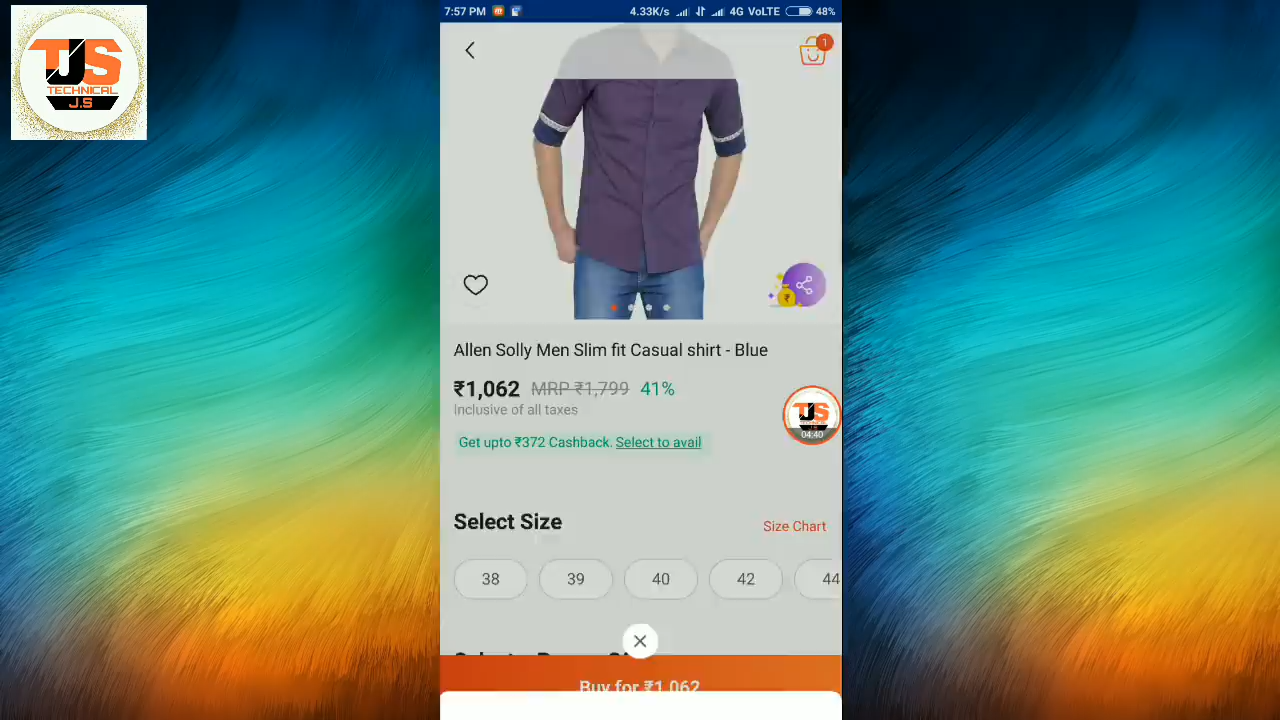 TJS
TECHNICAL
J.S
7:57 PM
4.33K/s
4G VoLTE
48%
1
Allen Solly Men Slim fit Casual shirt - Blue
₹1,062 MRP ₹1,799 41%
Inclusive of all taxes
Get upto ₹372 Cashback. Select to avail
TJS
04:40
Select Size
Size Chart
38 39 40 42 44
Buy for ₹1,062